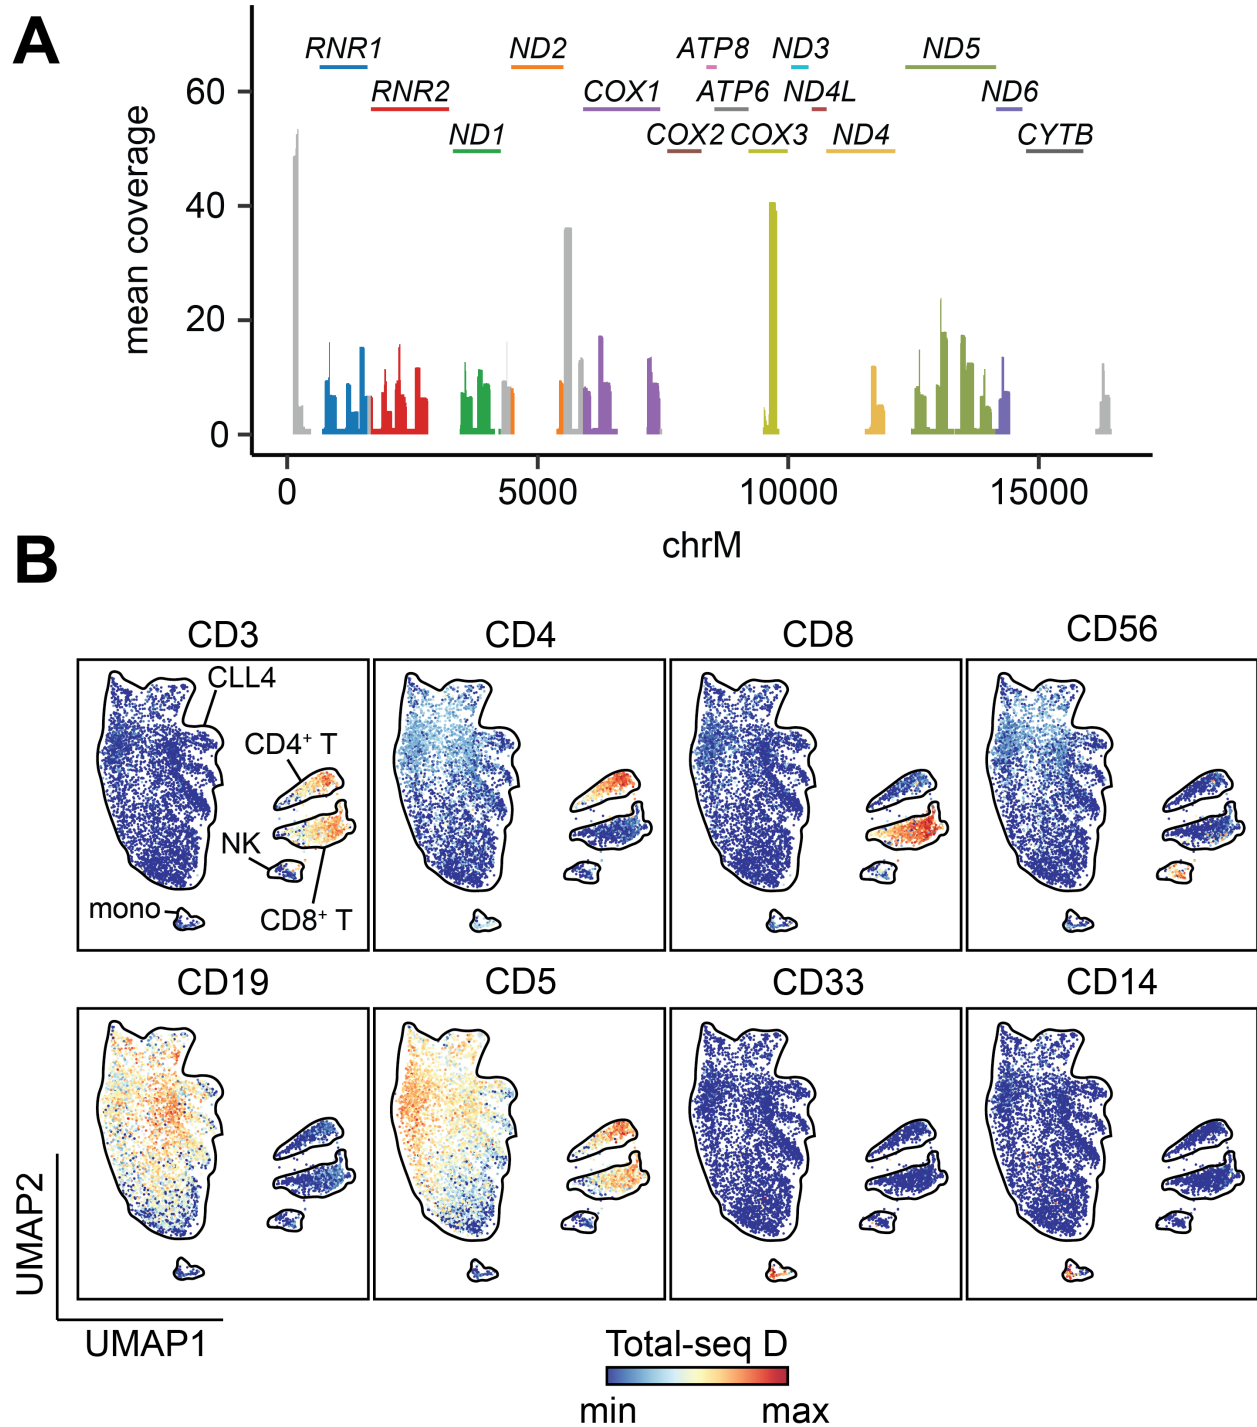 A
RNR1 ND2 ATP8 ND3 ND5
RNR2 COX1 ATP6 ND4L ND6
ND1 COX2 COX3 ND4 CYTB
mean coverage
60
40
20
0
0 5000 10000 15000
chrM
B
CD3 CD4 CD8 CD56
CLL4
CD4⁺ T
NK
mono
CD8⁺ T
CD19 CD5 CD33 CD14
UMAP2
UMAP1
Total-seq D
min max